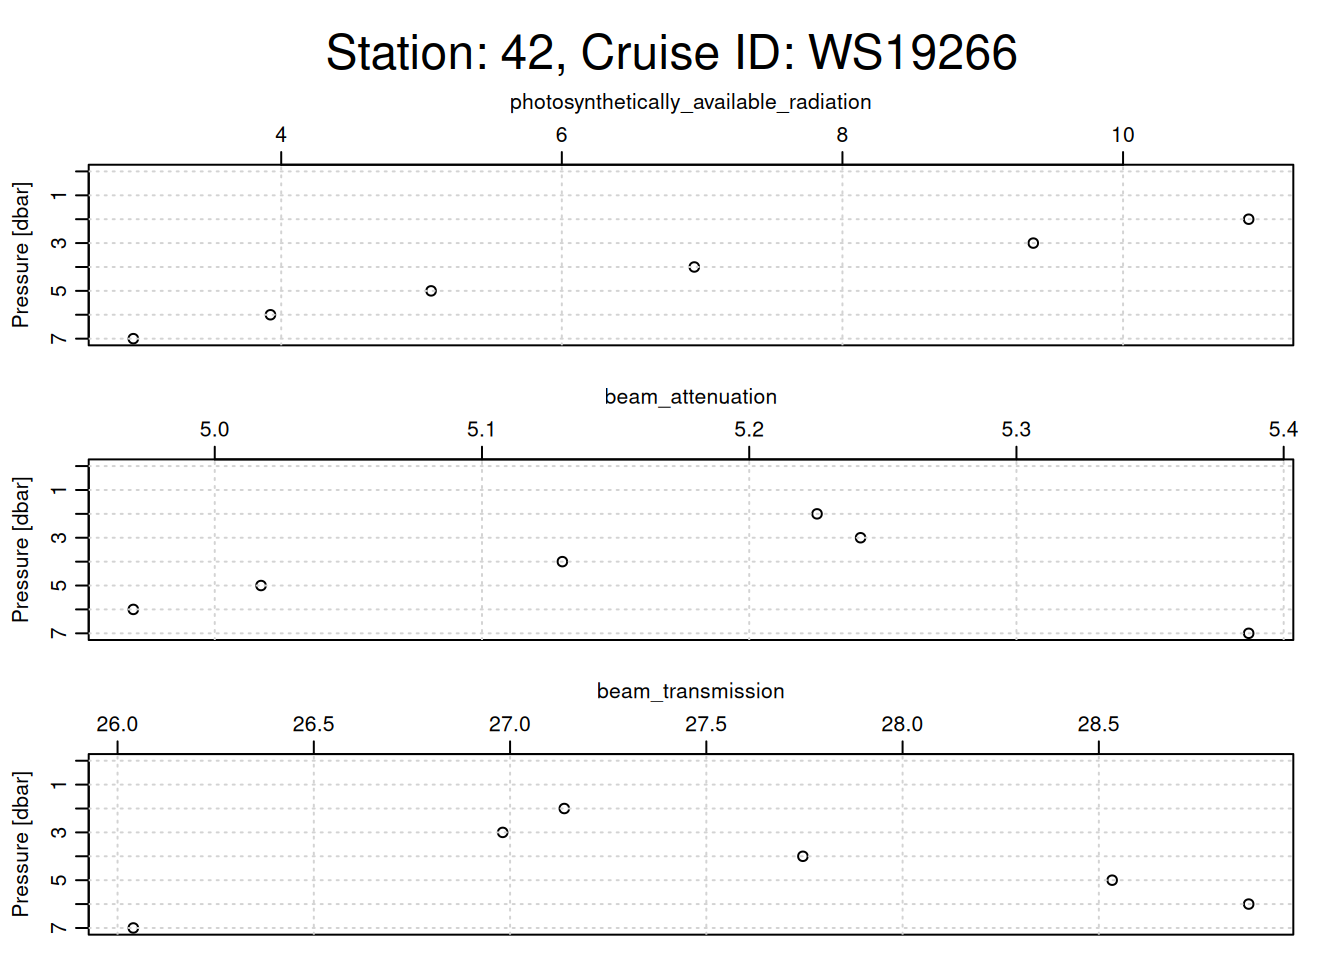 Station: 42, Cruise ID: WS19266
photosynthetically_available_radiation
4 6 8 10
Pressure [dbar]
1
3
5
7
beam_attenuation
5.0 5.1 5.2 5.3 5.4
Pressure [dbar]
1
3
5
7
beam_transmission
26.0 26.5 27.0 27.5 28.0 28.5
Pressure [dbar]
1
3
5
7